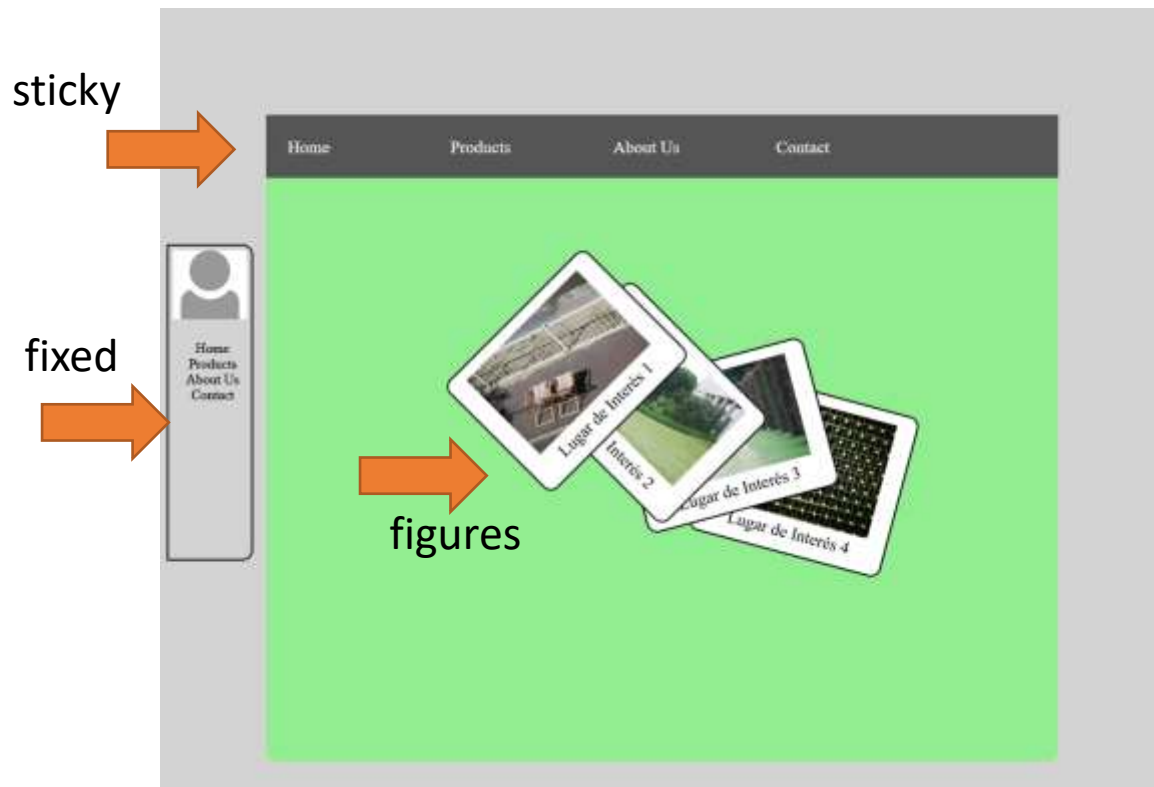 sticky
Home Products About Us Contact
fixed
Home
Products
About Us
Contact
Lugar de Interés 1
Interés 2
Lugar de Interés 3
Lugar de Interés 4
figures